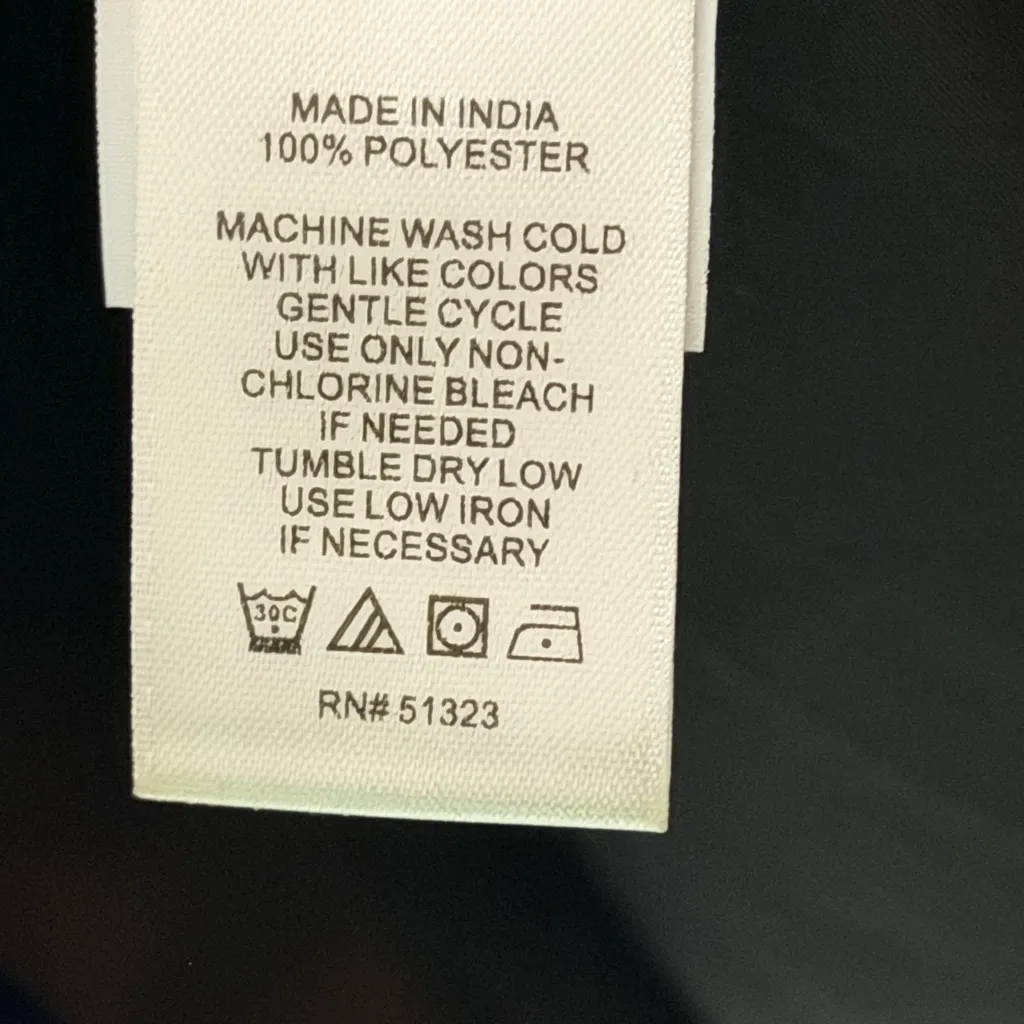 MADE IN INDIA
100% POLYESTER
MACHINE WASH COLD
WITH LIKE COLORS
GENTLE CYCLE
USE ONLY NON-
CHLORINE BLEACH
IF NEEDED
TUMBLE DRY LOW
USE LOW IRON
IF NECESSARY
30C
RN# 51323